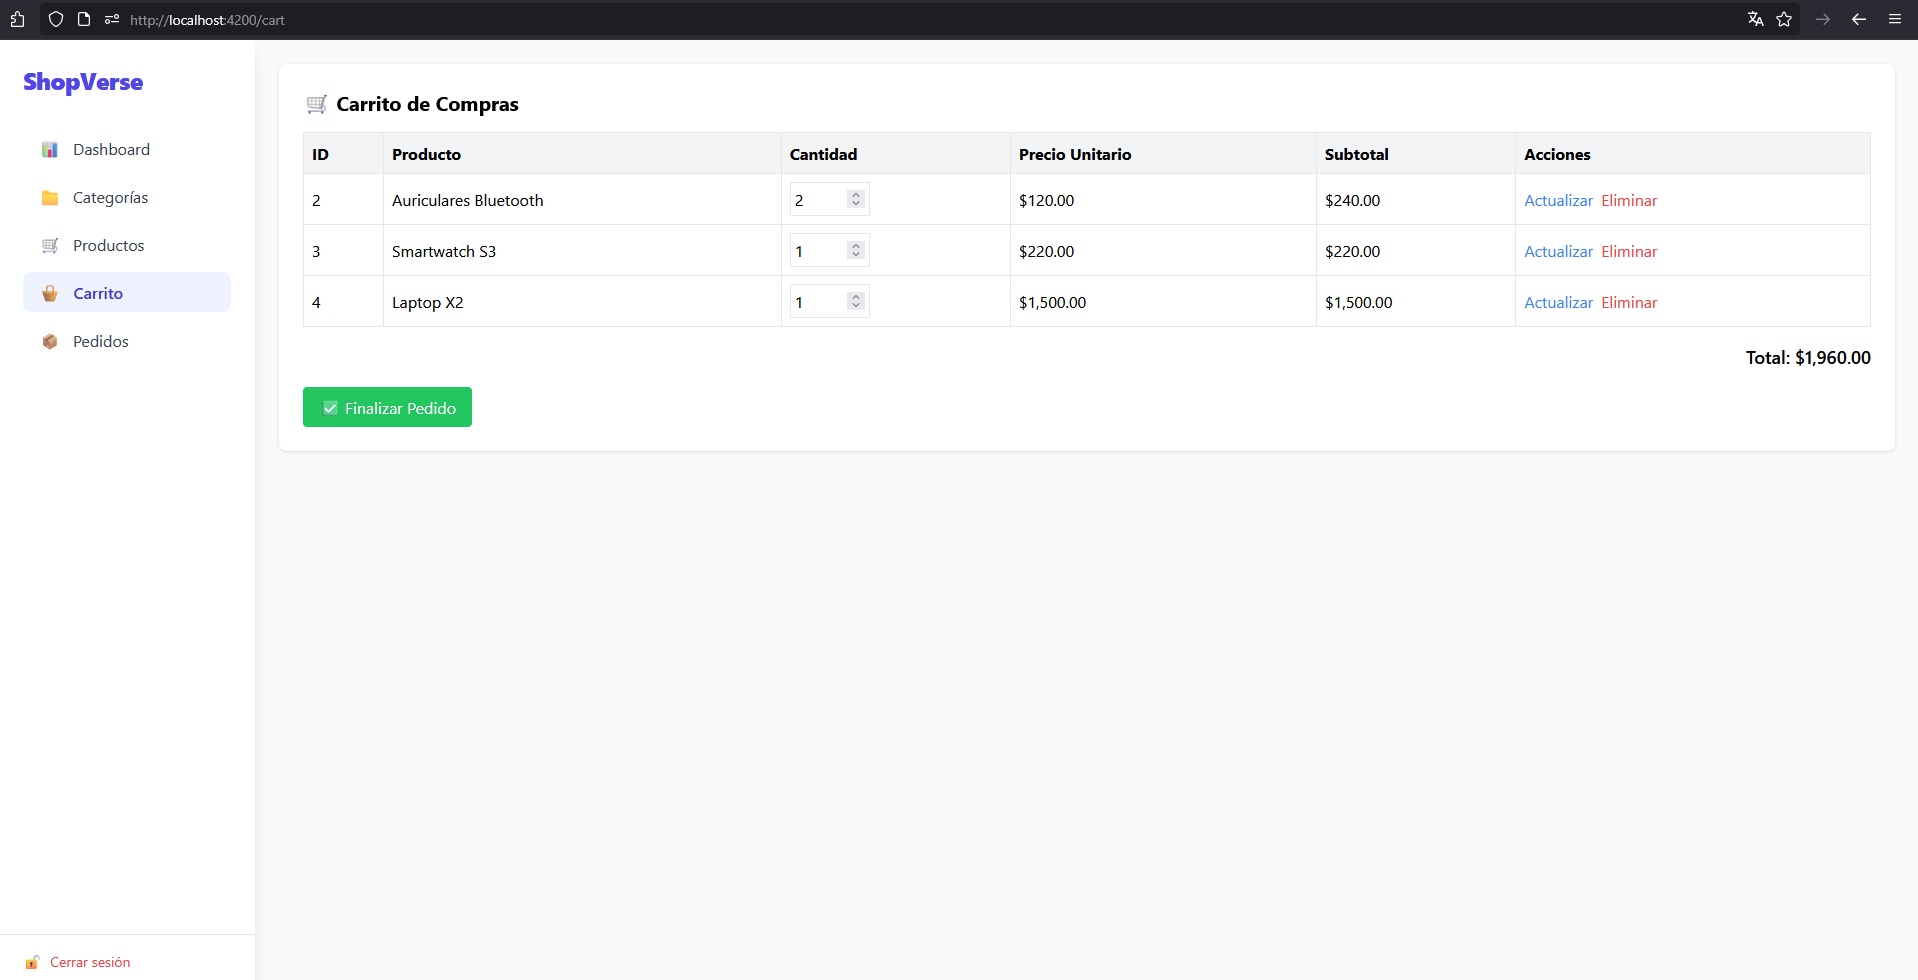 http://localhost:4200/cart
ShopVerse
Dashboard
Categorías
Productos
Carrito
Pedidos
Cerrar sesión
Carrito de Compras
ID Producto Cantidad Precio Unitario Subtotal Acciones
2 Auriculares Bluetooth 2 $120.00 $240.00 Actualizar Eliminar
3 Smartwatch S3 1 $220.00 $220.00 Actualizar Eliminar
4 Laptop X2 1 $1,500.00 $1,500.00 Actualizar Eliminar
Total: $1,960.00
Finalizar Pedido